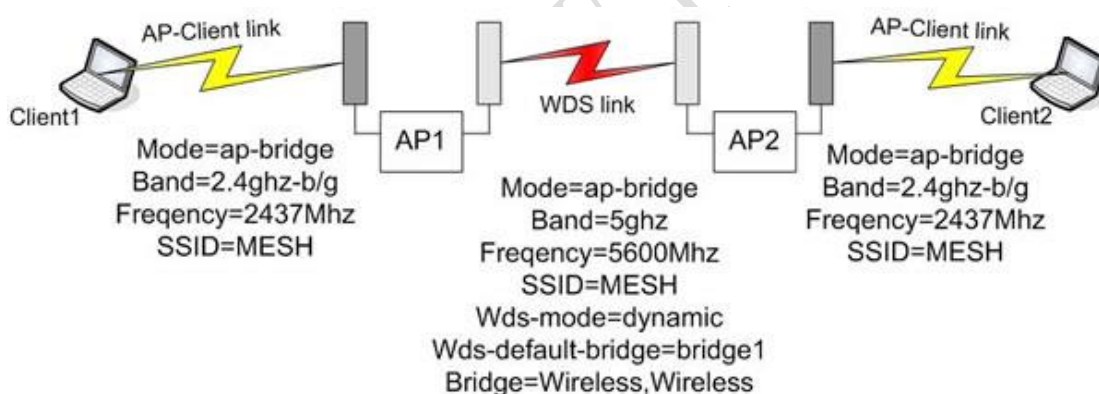 AP-Client link
AP-Client link
WDS link
Client1
Client2
AP1
AP2
Mode=ap-bridge
Band=2.4ghz-b/g
Freqency=2437Mhz
SSID=MESH
Mode=ap-bridge
Band=5ghz
Freqency=5600Mhz
SSID=MESH
Wds-mode=dynamic
Wds-default-bridge=bridge1
Bridge=Wireless,Wireless
Mode=ap-bridge
Band=2.4ghz-b/g
Freqency=2437Mhz
SSID=MESH